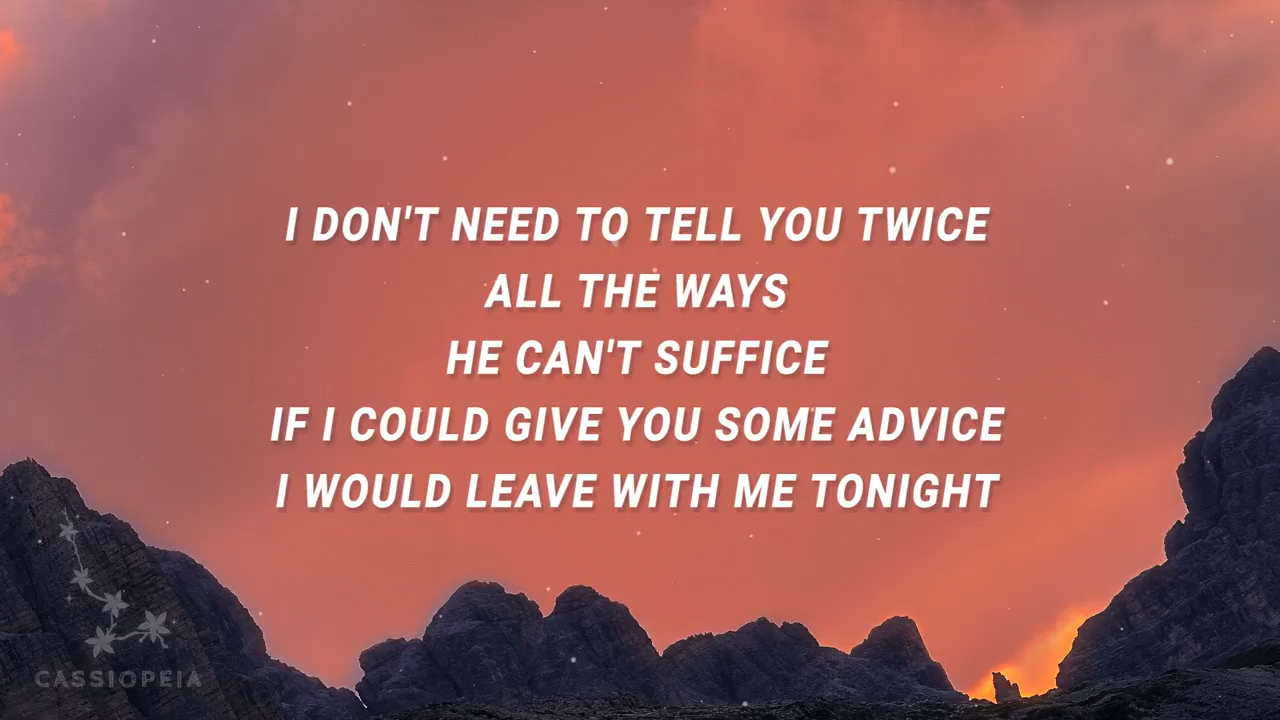 I DON'T NEED TO TELL YOU TWICE
ALL THE WAYS
HE CAN'T SUFFICE
IF I COULD GIVE YOU SOME ADVICE
I WOULD LEAVE WITH ME TONIGHT
CASSIOPEIA